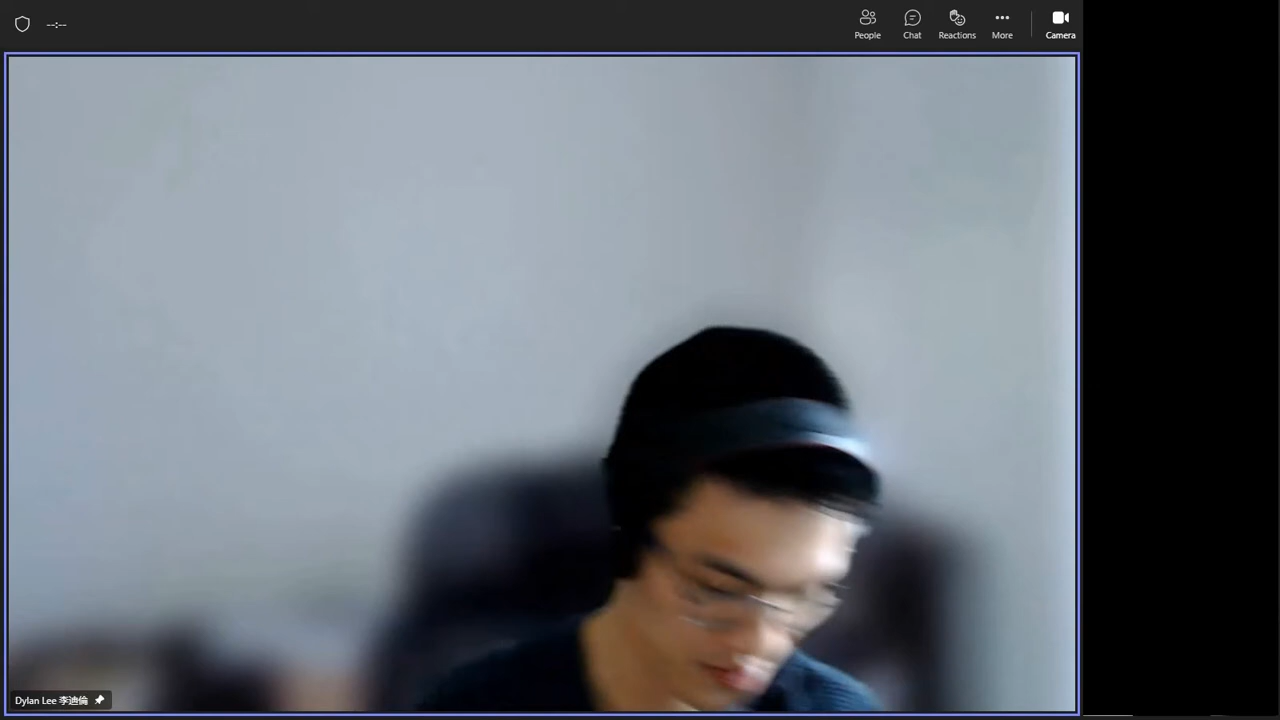 --:--
People
Chat
Reactions
More
Camera
Dylan Lee 李迪倫